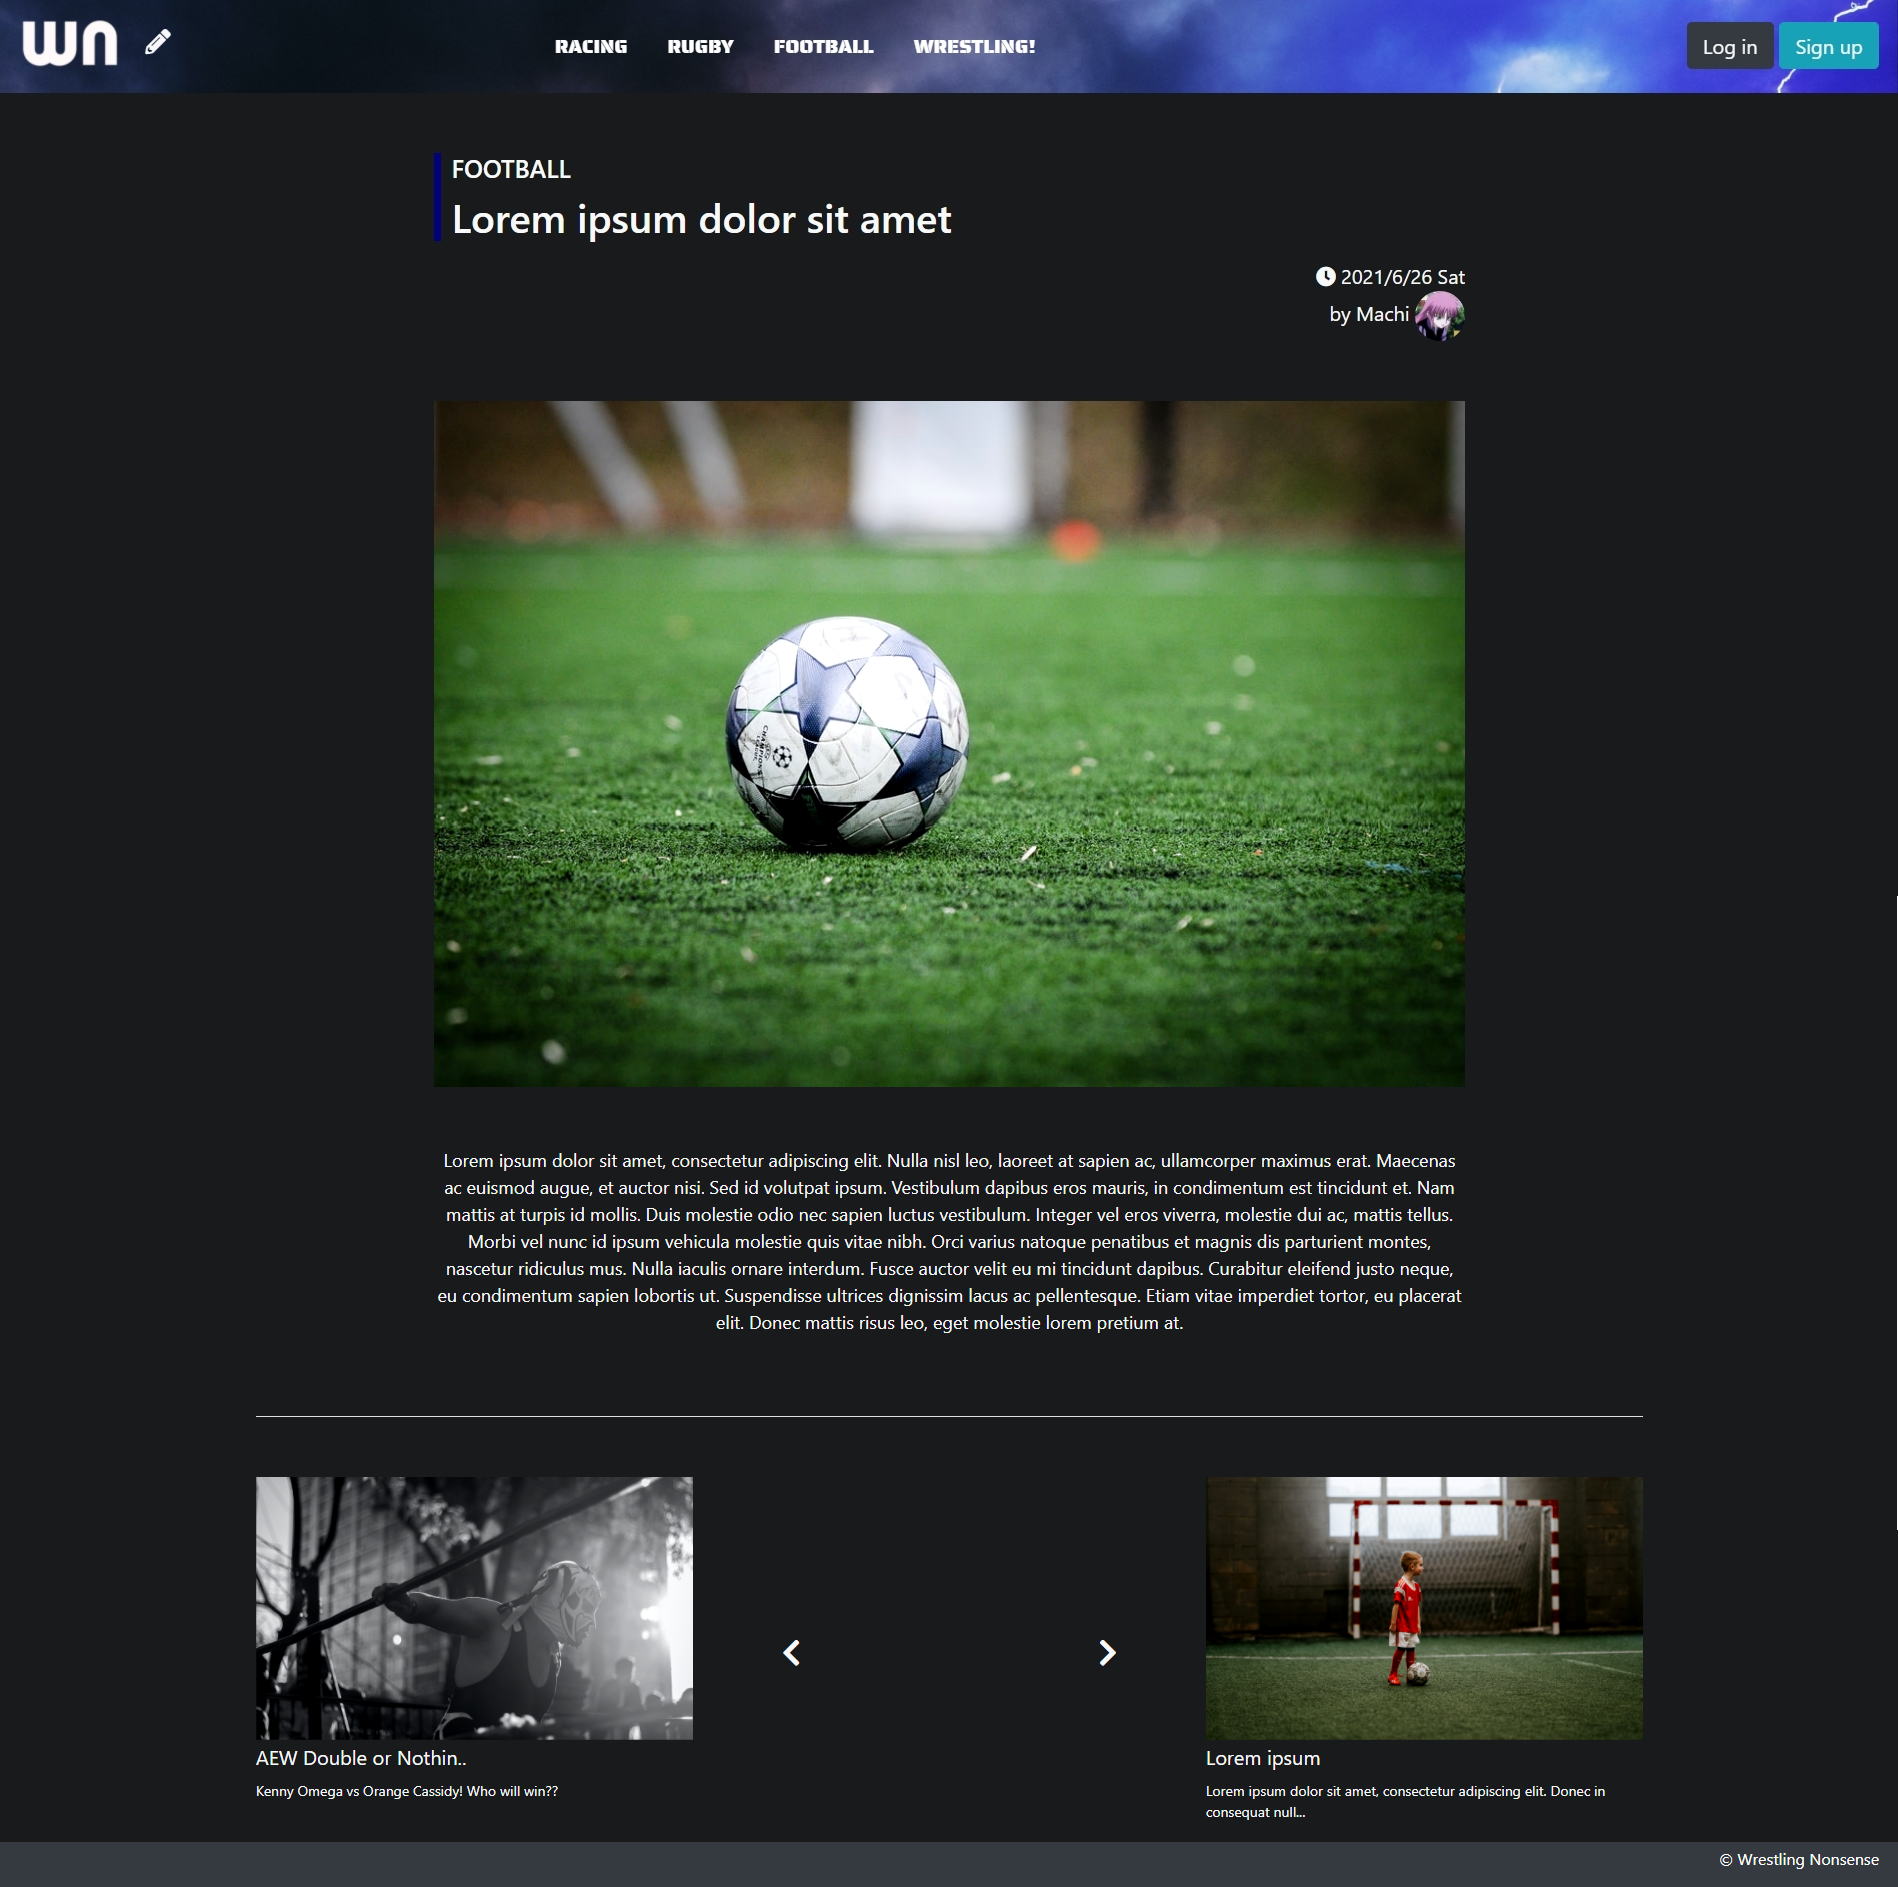 wn
RACING RUGBY FOOTBALL WRESTLING!
Log in Sign up
FOOTBALL
Lorem ipsum dolor sit amet
2021/6/26 Sat
by Machi
CHAMPIONS
LEAGUE
Lorem ipsum dolor sit amet, consectetur adipiscing elit. Nulla nisl leo, laoreet at sapien ac, ullamcorper maximus erat. Maecenas
ac euismod augue, et auctor nisi. Sed id volutpat ipsum. Vestibulum dapibus eros mauris, in condimentum est tincidunt et. Nam
mattis at turpis id mollis. Duis molestie odio nec sapien luctus vestibulum. Integer vel eros viverra, molestie dui ac, mattis tellus.
Morbi vel nunc id ipsum vehicula molestie quis vitae nibh. Orci varius natoque penatibus et magnis dis parturient montes,
nascetur ridiculus mus. Nulla iaculis ornare interdum. Fusce auctor velit eu mi tincidunt dapibus. Curabitur eleifend justo neque,
eu condimentum sapien lobortis ut. Suspendisse ultrices dignissim lacus ac pellentesque. Etiam vitae imperdiet tortor, eu placerat
elit. Donec mattis risus leo, eget molestie lorem pretium at.
AEW Double or Nothin..
Kenny Omega vs Orange Cassidy! Who will win??
Lorem ipsum
Lorem ipsum dolor sit amet, consectetur adipiscing elit. Donec in
consequat null...
© Wrestling Nonsense